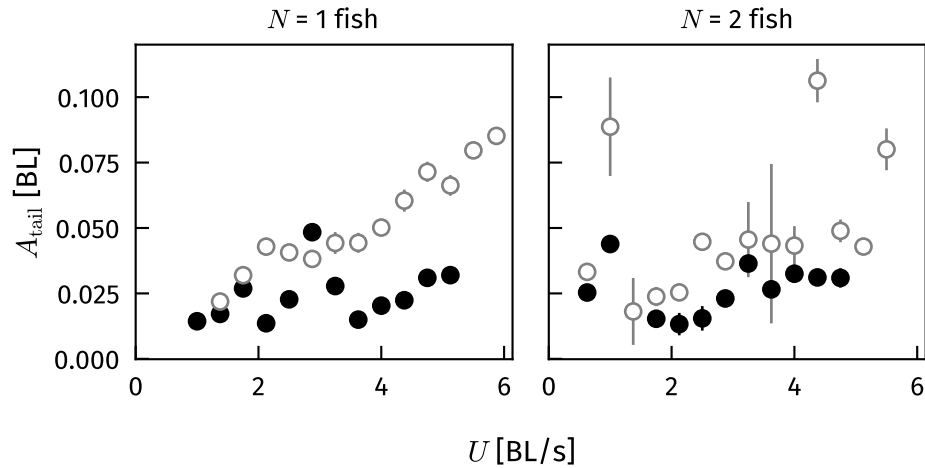 N = 1 fish
N = 2 fish
A_tail [BL]
0.100
0.075
0.050
0.025
0.000
0 2 4 6
0 2 4 6
U [BL/s]